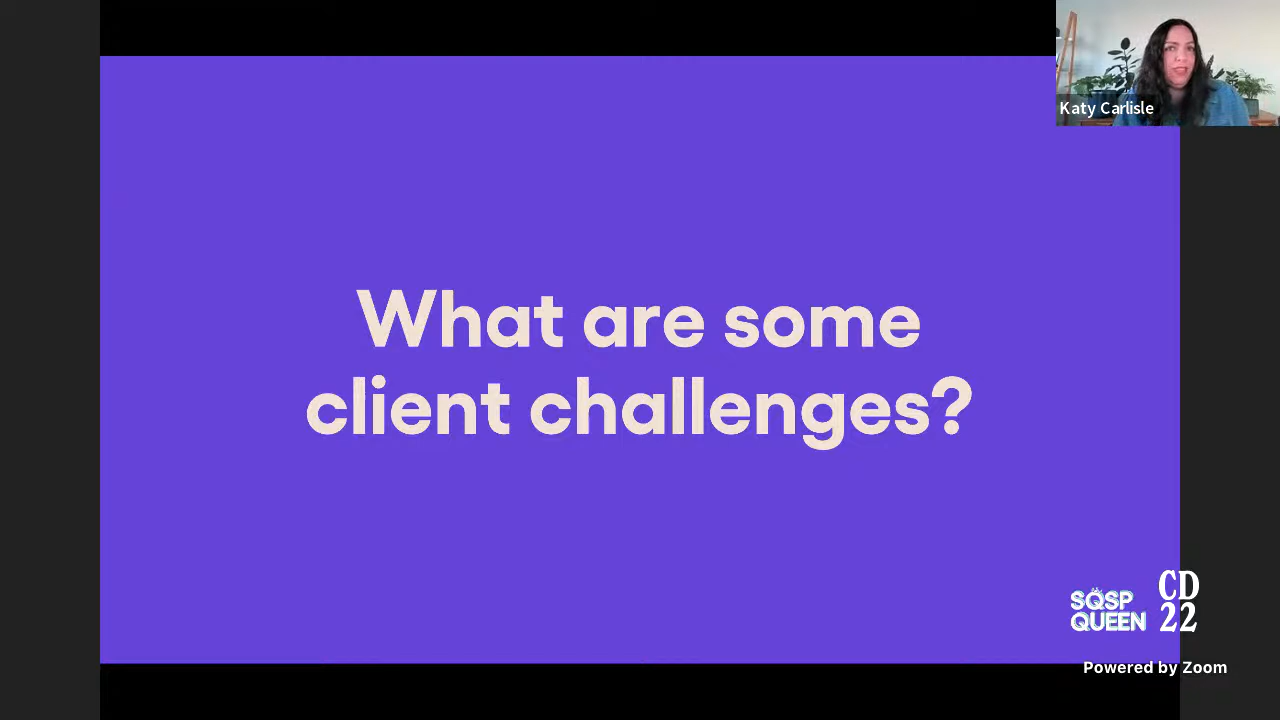 Katy Carlisle
What are some
client challenges?
SQSP
QUEEN
CD
22
Powered by Zoom